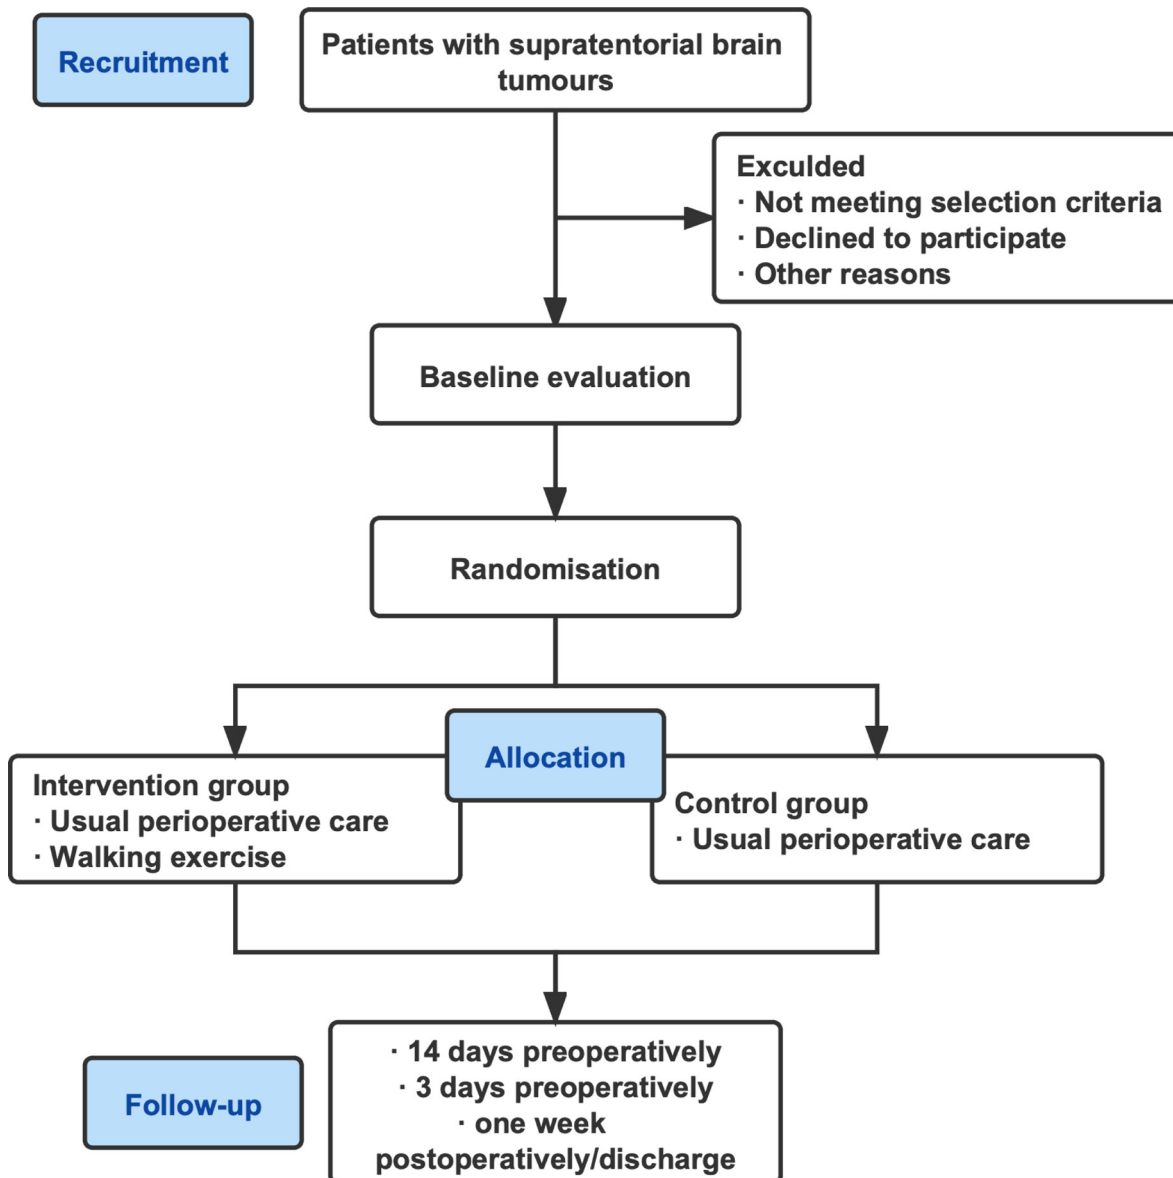 Recruitment
Patients with supratentorial brain
tumours
Exculded
· Not meeting selection criteria
· Declined to participate
· Other reasons
Baseline evaluation
Randomisation
Allocation
Intervention group
· Usual perioperative care
· Walking exercise
Control group
· Usual perioperative care
Follow-up
· 14 days preoperatively
· 3 days preoperatively
· one week
postoperatively/discharge